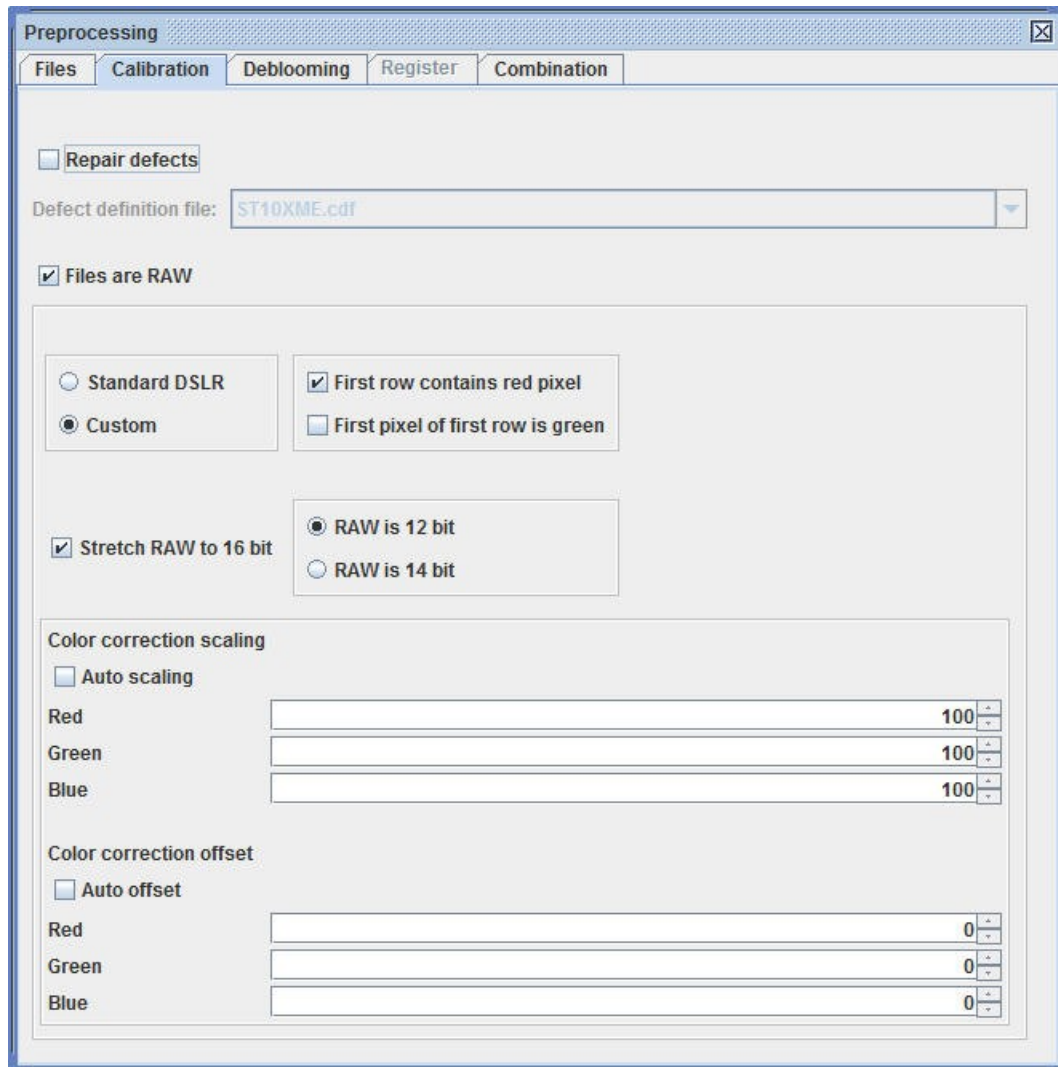 Preprocessing
Files Calibration Deblooming Register Combination
Repair defects
Defect definition file: ST10XME.cdf
Files are RAW
Standard DSLR
Custom
First row contains red pixel
First pixel of first row is green
Stretch RAW to 16 bit
RAW is 12 bit
RAW is 14 bit
Color correction scaling
Auto scaling
Red 100
Green 100
Blue 100
Color correction offset
Auto offset
Red 0
Green 0
Blue 0